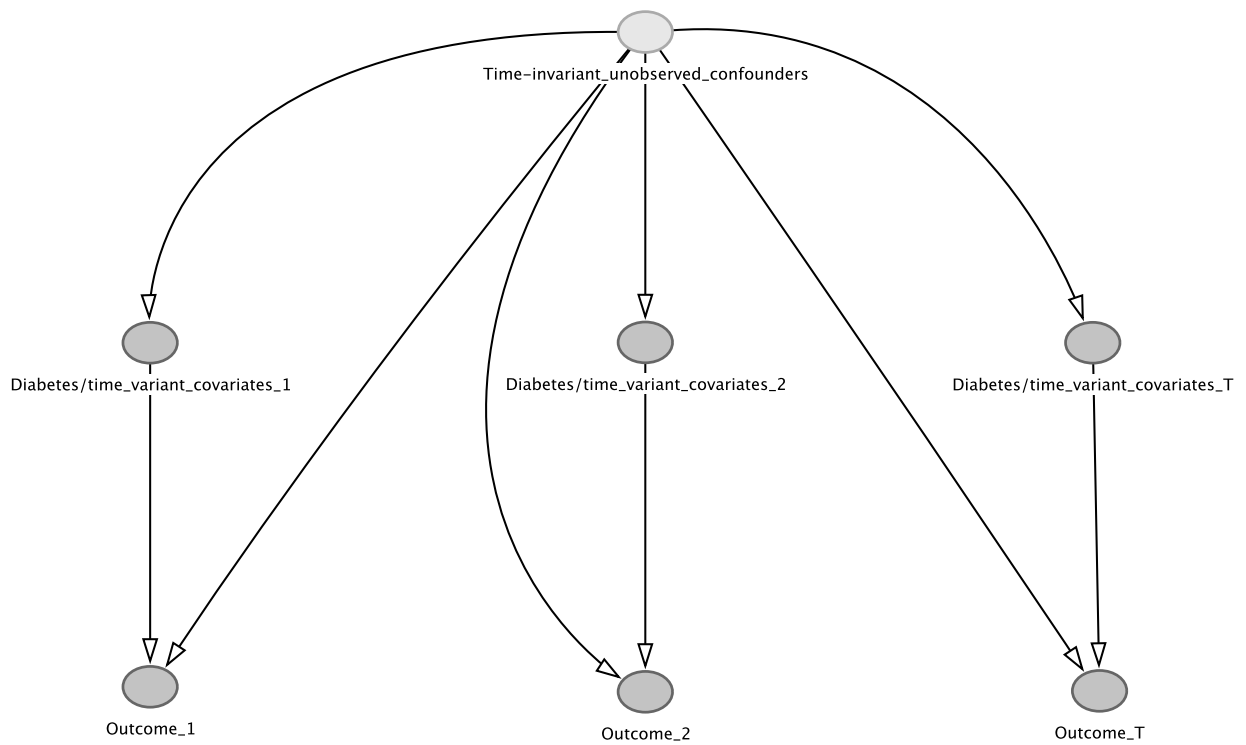 Time-invariant_unobserved_confounders
Diabetes/time_variant_covariates_1
Diabetes/time_variant_covariates_2
Diabetes/time_variant_covariates_T
Outcome_1
Outcome_2
Outcome_T